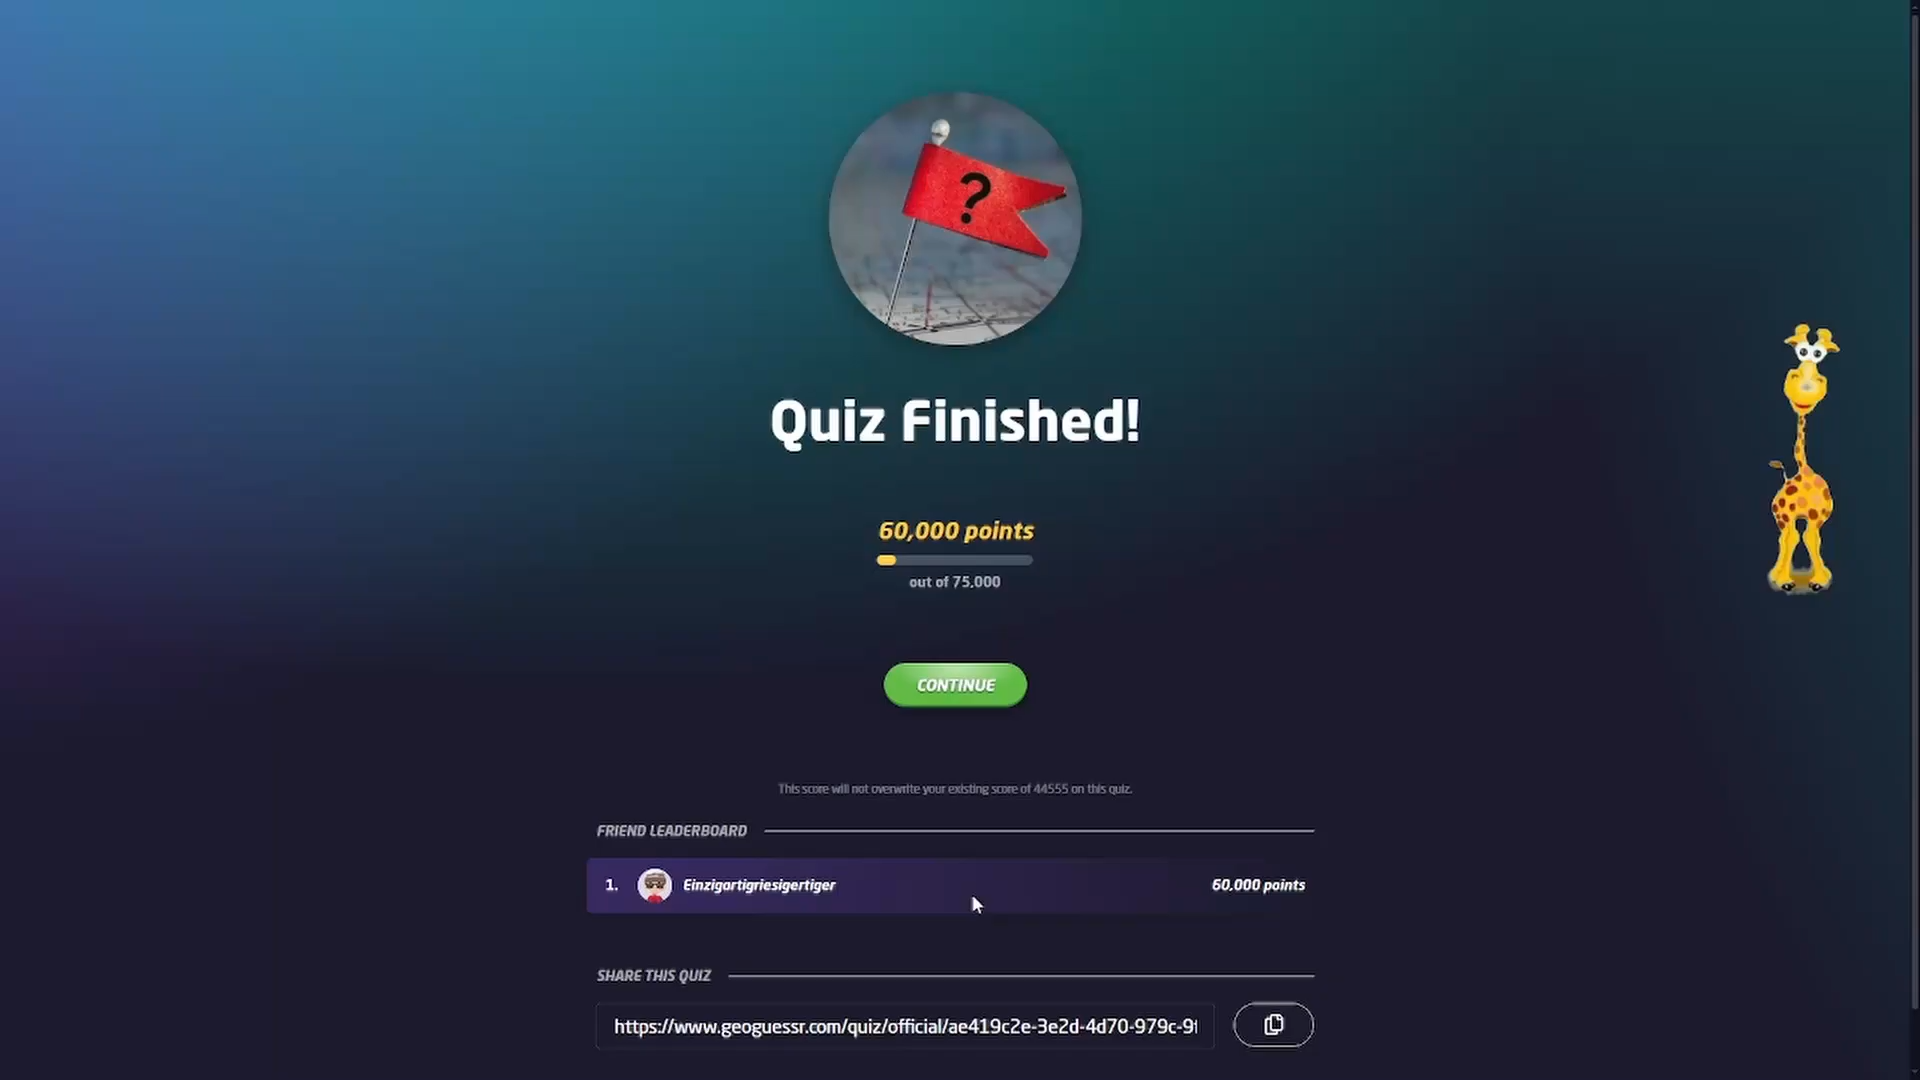 ?
Quiz Finished!
60,000 points
out of 75,000
CONTINUE
This score will not overwrite your existing score of 44555 on this quiz.
FRIEND LEADERBOARD
1. Einzigartigriesigertiger 60,000 points
SHARE THIS QUIZ
https://www.geoguessr.com/quiz/official/ae419c2e-3e2d-4d70-979c-9